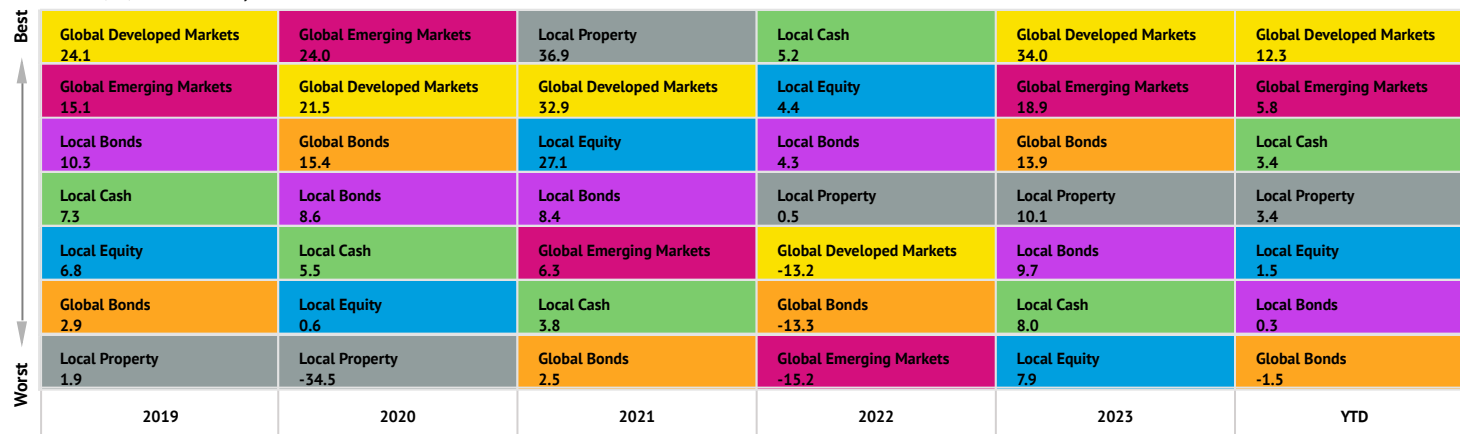 Best
Global Developed Markets
24.1
Global Emerging Markets
24.0
Local Property
36.9
Local Cash
5.2
Global Developed Markets
34.0
Global Developed Markets
12.3
Global Emerging Markets
15.1
Global Developed Markets
21.5
Global Developed Markets
32.9
Local Equity
4.4
Global Emerging Markets
18.9
Global Emerging Markets
5.8
Local Bonds
10.3
Global Bonds
15.4
Local Equity
27.1
Local Bonds
4.3
Global Bonds
13.9
Local Cash
3.4
Local Cash
7.3
Local Bonds
8.6
Local Bonds
8.4
Local Property
0.5
Local Property
10.1
Local Property
3.4
Local Equity
6.8
Local Cash
5.5
Global Emerging Markets
6.3
Global Developed Markets
-13.2
Local Bonds
9.7
Local Equity
1.5
Global Bonds
2.9
Local Equity
0.6
Local Cash
3.8
Global Bonds
-13.3
Local Cash
8.0
Local Bonds
0.3
Worst
Local Property
1.9
Local Property
-34.5
Global Bonds
2.5
Global Emerging Markets
-15.2
Local Equity
7.9
Global Bonds
-1.5
2019
2020
2021
2022
2023
YTD